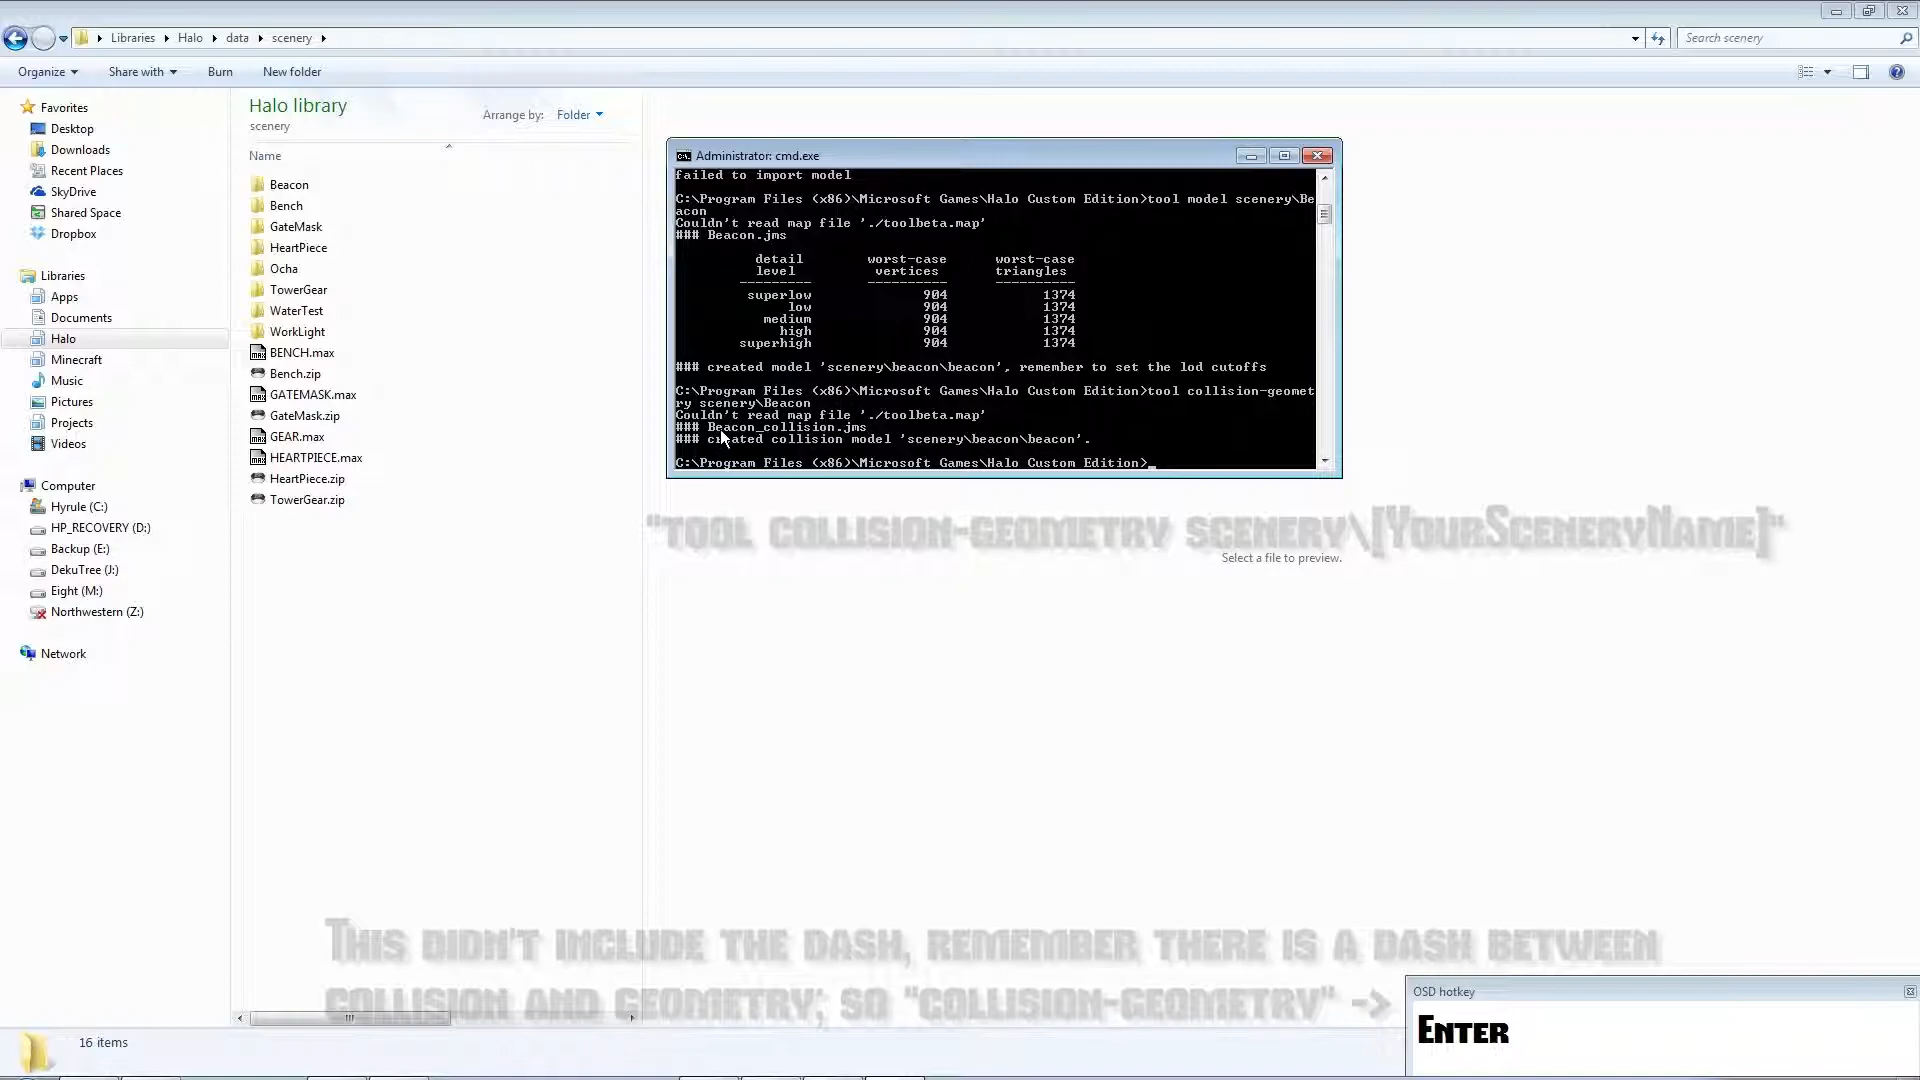 Libraries Halo data scenery
Search scenery
Organize Share with Burn New folder
Favorites
Desktop
Downloads
Recent Places
SkyDrive
Shared Space
Dropbox
Libraries
Apps
Documents
Halo
Minecraft
Music
Pictures
Projects
Videos
Computer
Hyrule (C:)
HP_RECOVERY (D:)
Backup (E:)
DekuTree (J:)
Eight (M:)
Northwestern (Z:)
Network
Halo library
scenery
Arrange by: Folder
Name
Beacon
Bench
GateMask
HeartPiece
Ocha
TowerGear
WaterTest
WorkLight
BENCH.max
Bench.zip
GATEMASK.max
GateMask.zip
GEAR.max
HEARTPIECE.max
HeartPiece.zip
TowerGear.zip
Administrator: cmd.exe
failed to import model
C:\Program Files (x86)\Microsoft Games\Halo Custom Edition>tool model scenery\Be
acon
Couldn't read map file './toolbeta.map'
### Beacon.jms
detail worst-case worst-case
level vertices triangles
---------- ---------- ----------
superlow 904 1374
low 904 1374
medium 904 1374
high 904 1374
superhigh 904 1374
### created model 'scenery\beacon\beacon', remember to set the lod cutoffs
C:\Program Files (x86)\Microsoft Games\Halo Custom Edition>tool collision-geomet
ry scenery\Beacon
Couldn't read map file './toolbeta.map'
### Beacon_collision.jms
### created collision model 'scenery\beacon\beacon'.
C:\Program Files (x86)\Microsoft Games\Halo Custom Edition>_
"tool collision-geometry scenery\[YourSceneryName]"
Select a file to preview.
This didn't include the dash, remember there is a dash between
collision and geometry; so "collision-geometry" ->
OSD hotkey
Enter
16 items